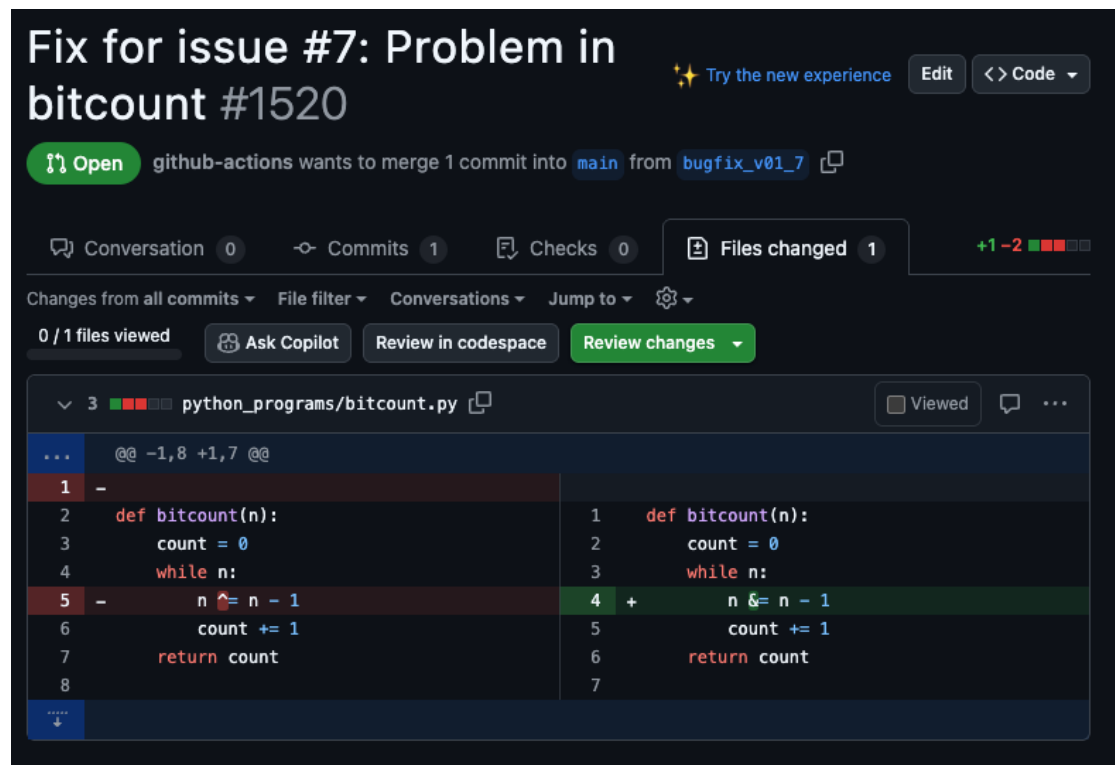 Fix for issue #7: Problem in
bitcount #1520
Try the new experience
Edit
<> Code
Open
github-actions wants to merge 1 commit into main from bugfix_v01_7
Conversation 0
Commits 1
Checks 0
Files changed 1
+1 −2
Changes from all commits
File filter
Conversations
Jump to
0 / 1 files viewed
Ask Copilot
Review in codespace
Review changes
3 python_programs/bitcount.py
Viewed
...
@@ -1,8 +1,7 @@
1 -
2 def bitcount(n):
3 count = 0
4 while n:
5 - n ^= n - 1
6 count += 1
7 return count
8
1 def bitcount(n):
2 count = 0
3 while n:
4 + n &= n - 1
5 count += 1
6 return count
7